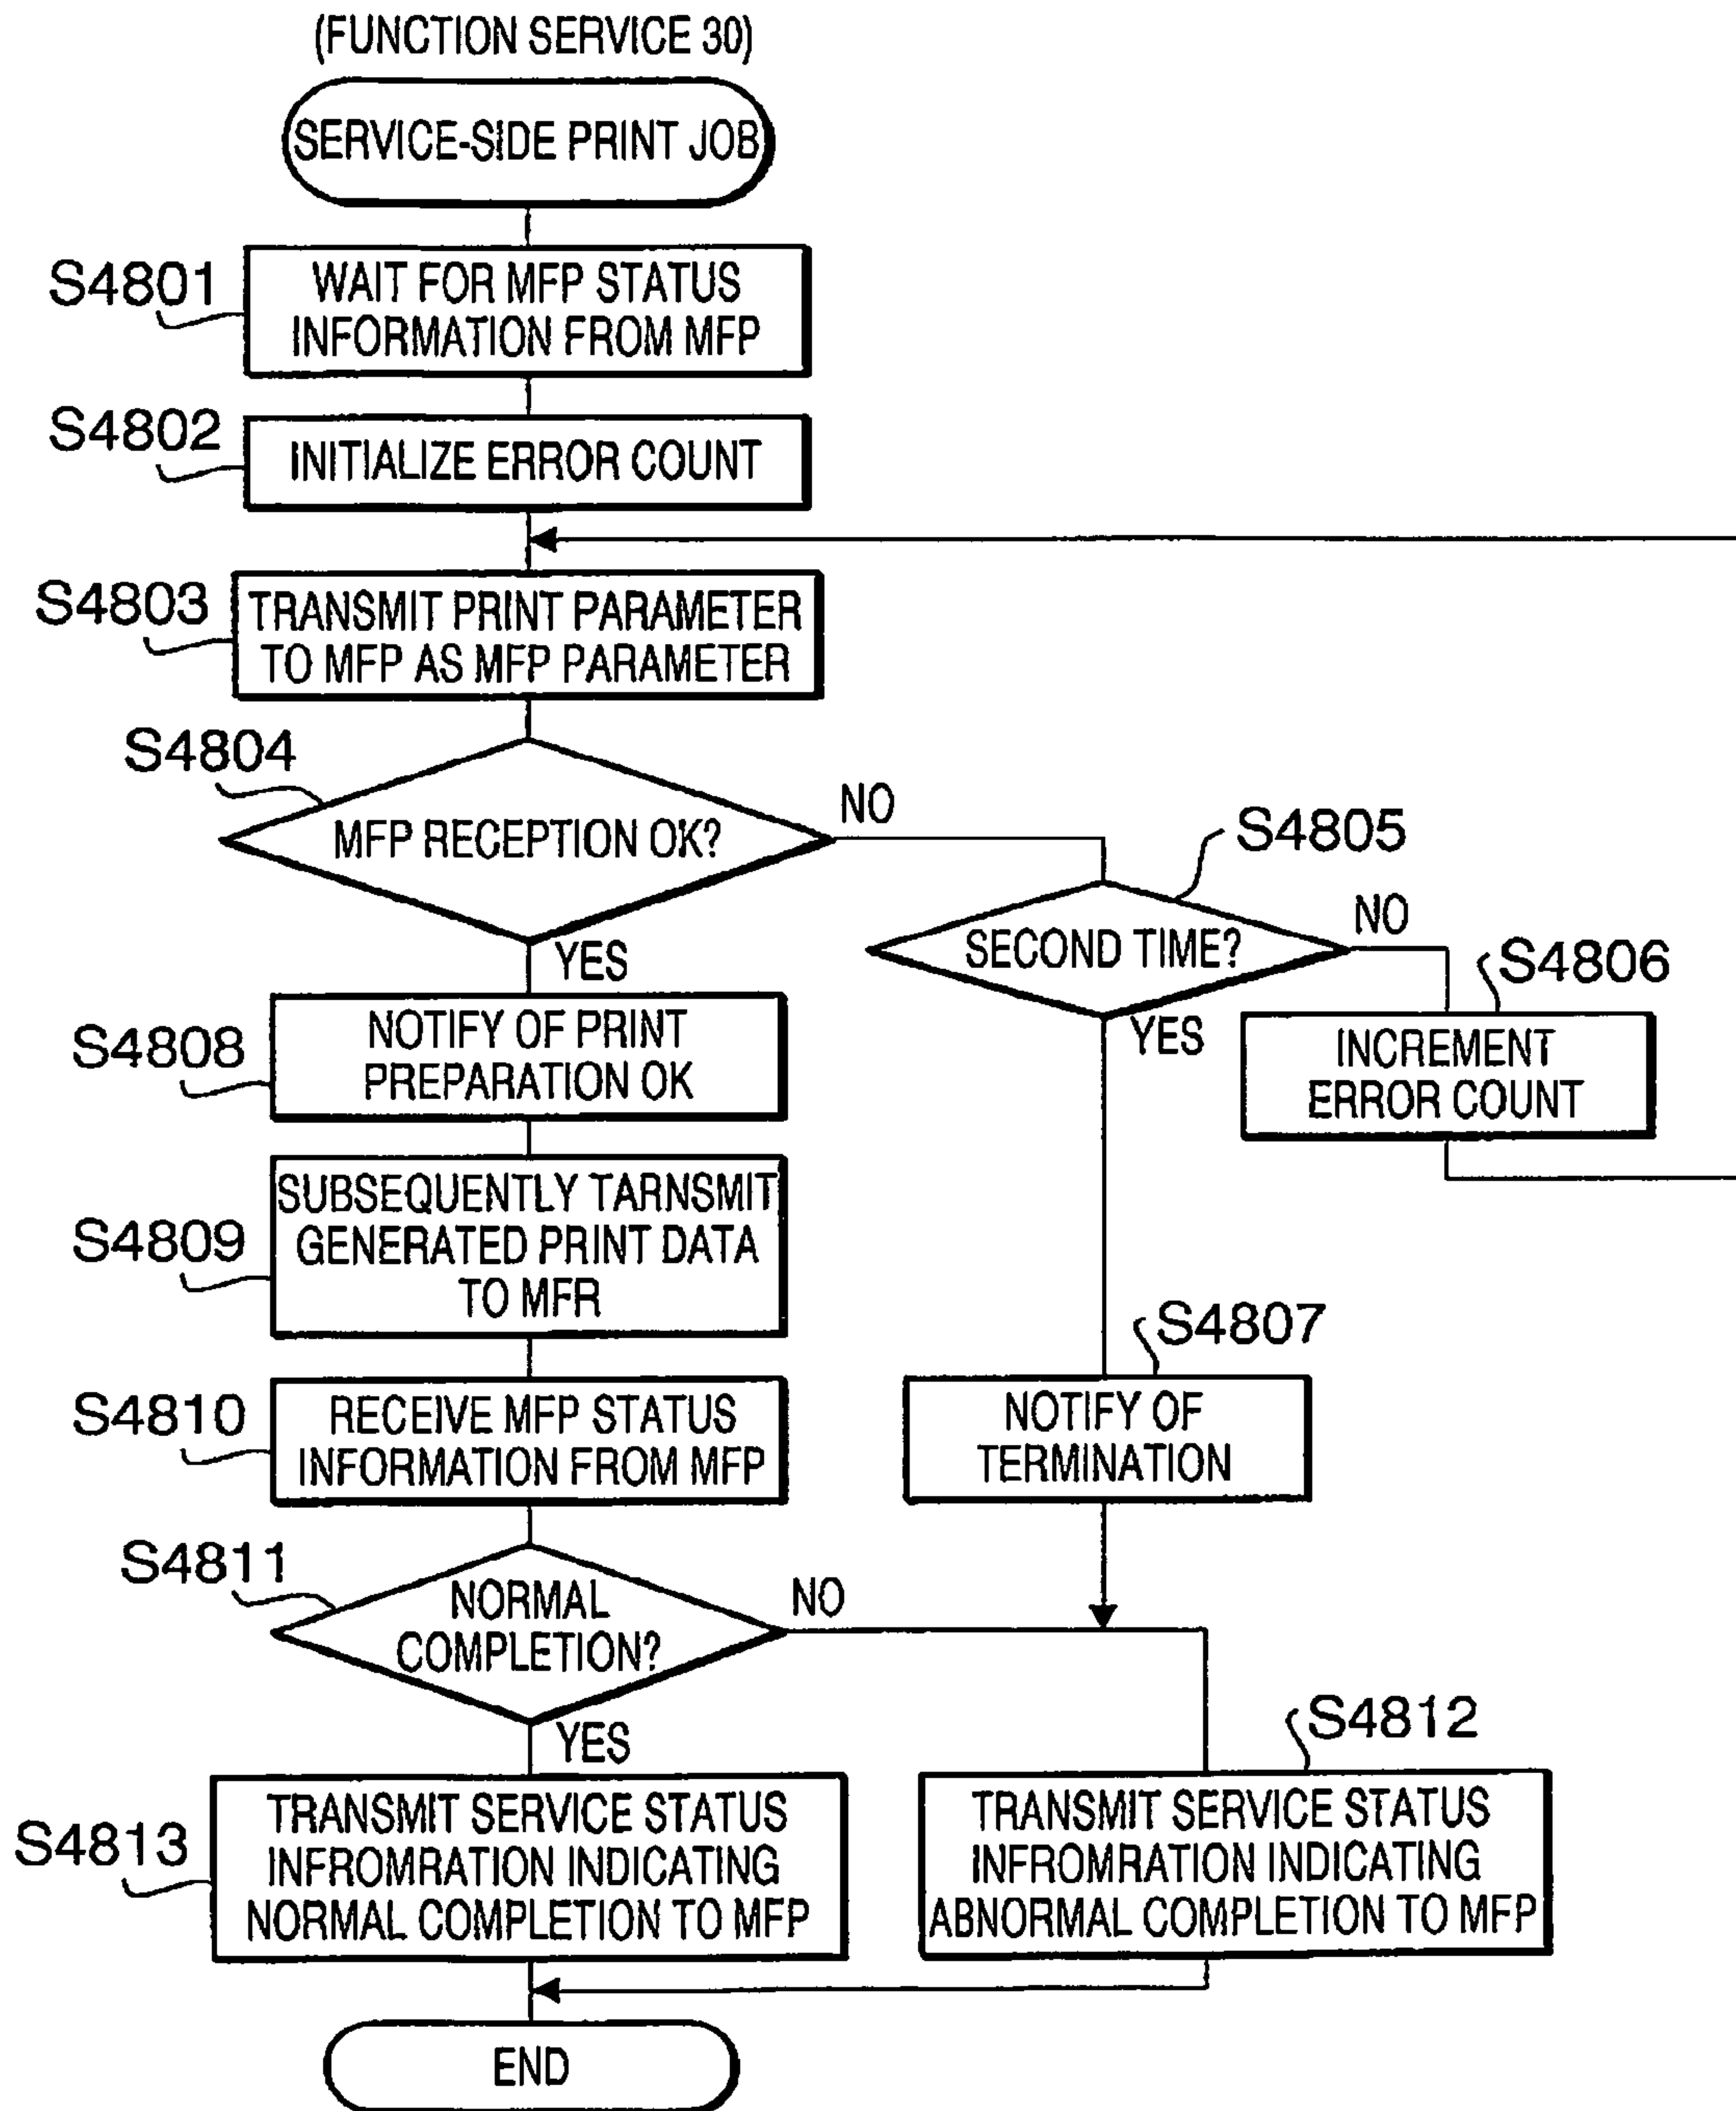 (FUNCTION SERVICE 30)
SERVICE-SIDE PRINT JOB
S4801
WAIT FOR MFP STATUS
INFORMATION FROM MFP
S4802
INITIALIZE ERROR COUNT
S4803
TRANSMIT PRINT PARAMETER
TO MFP AS MFP PARAMETER
S4804
MFP RECEPTION OK?
NO
YES
S4805
SECOND TIME?
NO
YES
S4806
INCREMENT
ERROR COUNT
S4808
NOTIFY OF PRINT
PREPARATION OK
S4809
SUBSEQUENTLY TARNSMIT
GENERATED PRINT DATA
TO MFR
S4807
NOTIFY OF
TERMINATION
S4810
RECEIVE MFP STATUS
INFORMATION FROM MFP
S4811
NORMAL
COMPLETION?
NO
YES
S4812
TRANSMIT SERVICE STATUS
INFROMRATION INDICATING
ABNORMAL COMPLETION TO MFP
S4813
TRANSMIT SERVICE STATUS
INFROMRATION INDICATING
NORMAL COMPLETION TO MFP
END